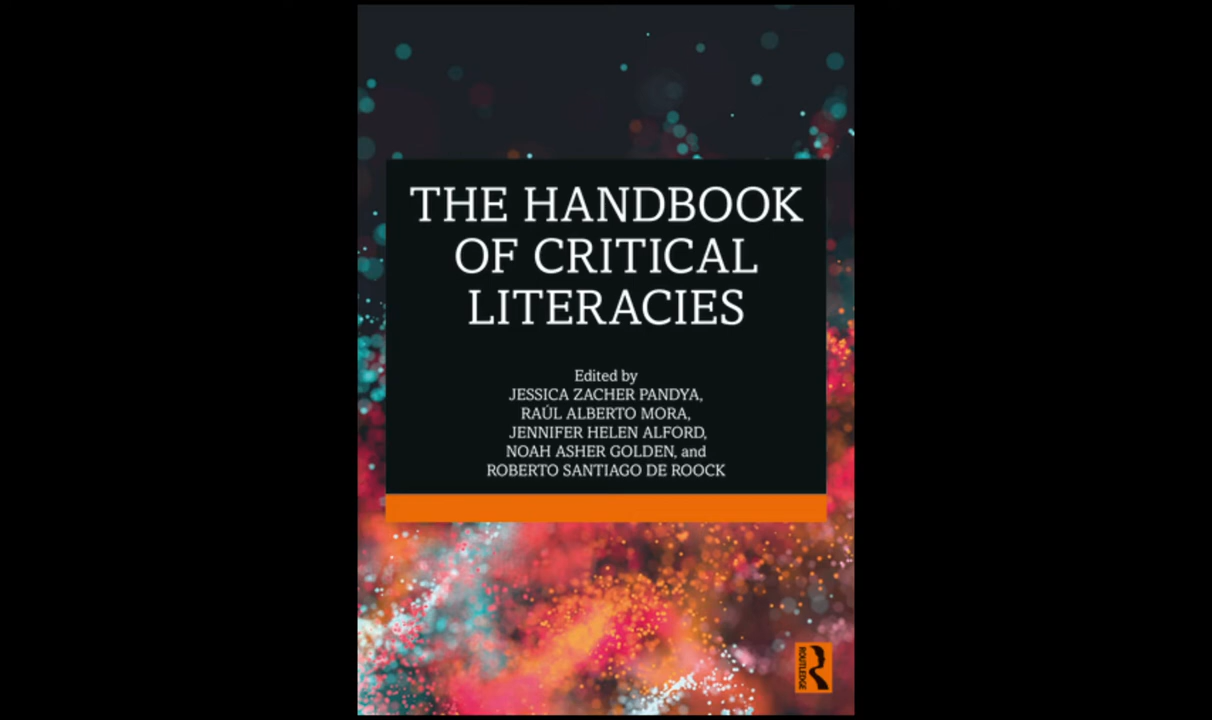 THE HANDBOOK
OF CRITICAL
LITERACIES
Edited by
JESSICA ZACHER PANDYA,
RAÚL ALBERTO MORA,
JENNIFER HELEN ALFORD,
NOAH ASHER GOLDEN, and
ROBERTO SANTIAGO DE ROOCK
ROUTLEDGE